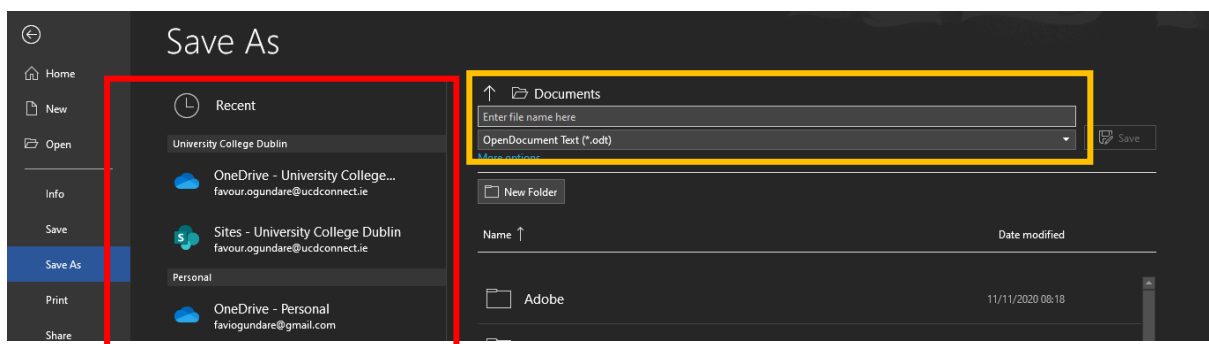 Save As
Home
New
Open
Info
Save
Save As
Print
Share
Recent
University College Dublin
OneDrive - University College...
favour.ogundare@ucdconnect.ie
Sites - University College Dublin
favour.ogundare@ucdconnect.ie
Personal
OneDrive - Personal
faviogundare@gmail.com
Documents
Enter file name here
OpenDocument Text (*.odt)
Save
More options
New Folder
Name ↑ Date modified
Adobe 11/11/2020 08:18